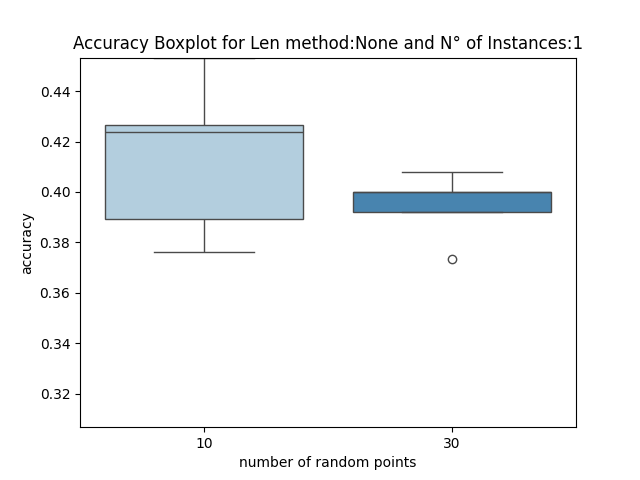 Accuracy Boxplot for Len method:None and N° of Instances:1
0.44
0.42
0.40
0.38
0.36
0.34
0.32
accuracy
10 30
number of random points